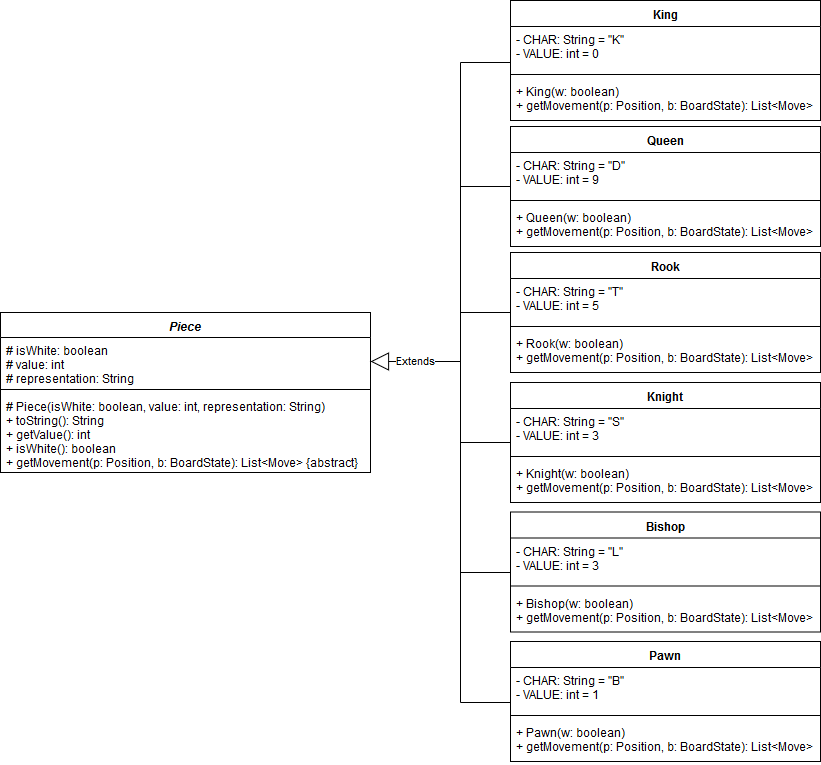 Piece
# isWhite: boolean
# value: int
# representation: String
# Piece(isWhite: boolean, value: int, representation: String)
+ toString(): String
+ getValue(): int
+ isWhite(): boolean
+ getMovement(p: Position, b: BoardState): List<Move> {abstract}
Extends
King
- CHAR: String = "K"
- VALUE: int = 0
+ King(w: boolean)
+ getMovement(p: Position, b: BoardState): List<Move>
Queen
- CHAR: String = "D"
- VALUE: int = 9
+ Queen(w: boolean)
+ getMovement(p: Position, b: BoardState): List<Move>
Rook
- CHAR: String = "T"
- VALUE: int = 5
+ Rook(w: boolean)
+ getMovement(p: Position, b: BoardState): List<Move>
Knight
- CHAR: String = "S"
- VALUE: int = 3
+ Knight(w: boolean)
+ getMovement(p: Position, b: BoardState): List<Move>
Bishop
- CHAR: String = "L"
- VALUE: int = 3
+ Bishop(w: boolean)
+ getMovement(p: Position, b: BoardState): List<Move>
Pawn
- CHAR: String = "B"
- VALUE: int = 1
+ Pawn(w: boolean)
+ getMovement(p: Position, b: BoardState): List<Move>